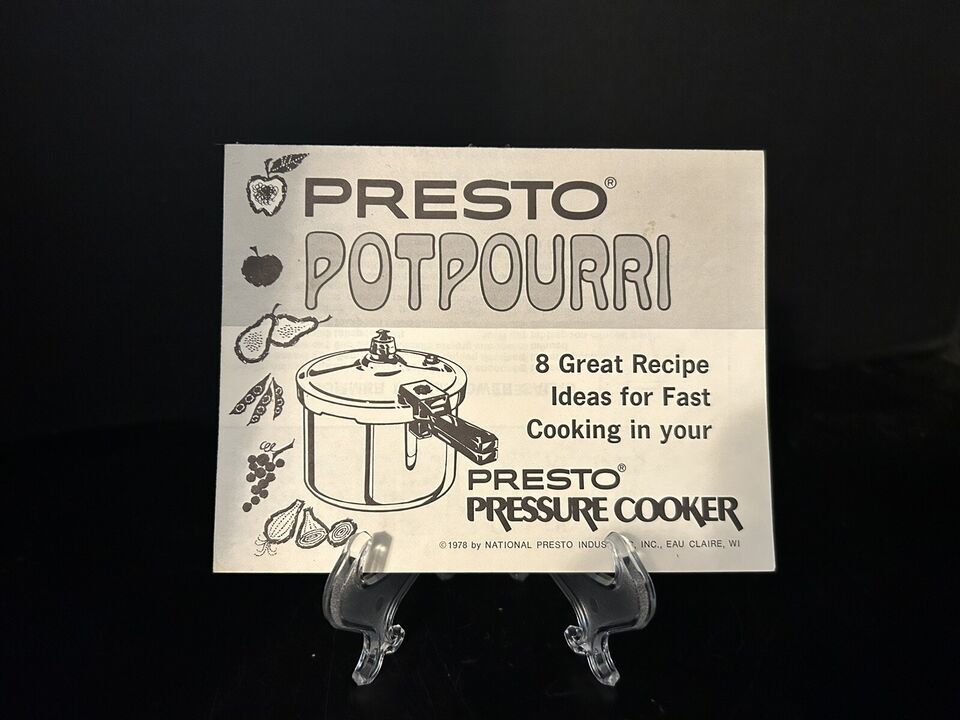 PRESTO®
POTPOURRI
8 Great Recipe
Ideas for Fast
Cooking in your
PRESTO®
PRESSURE COOKER
©1978 by NATIONAL PRESTO INC., EAU CLAIRE, WI